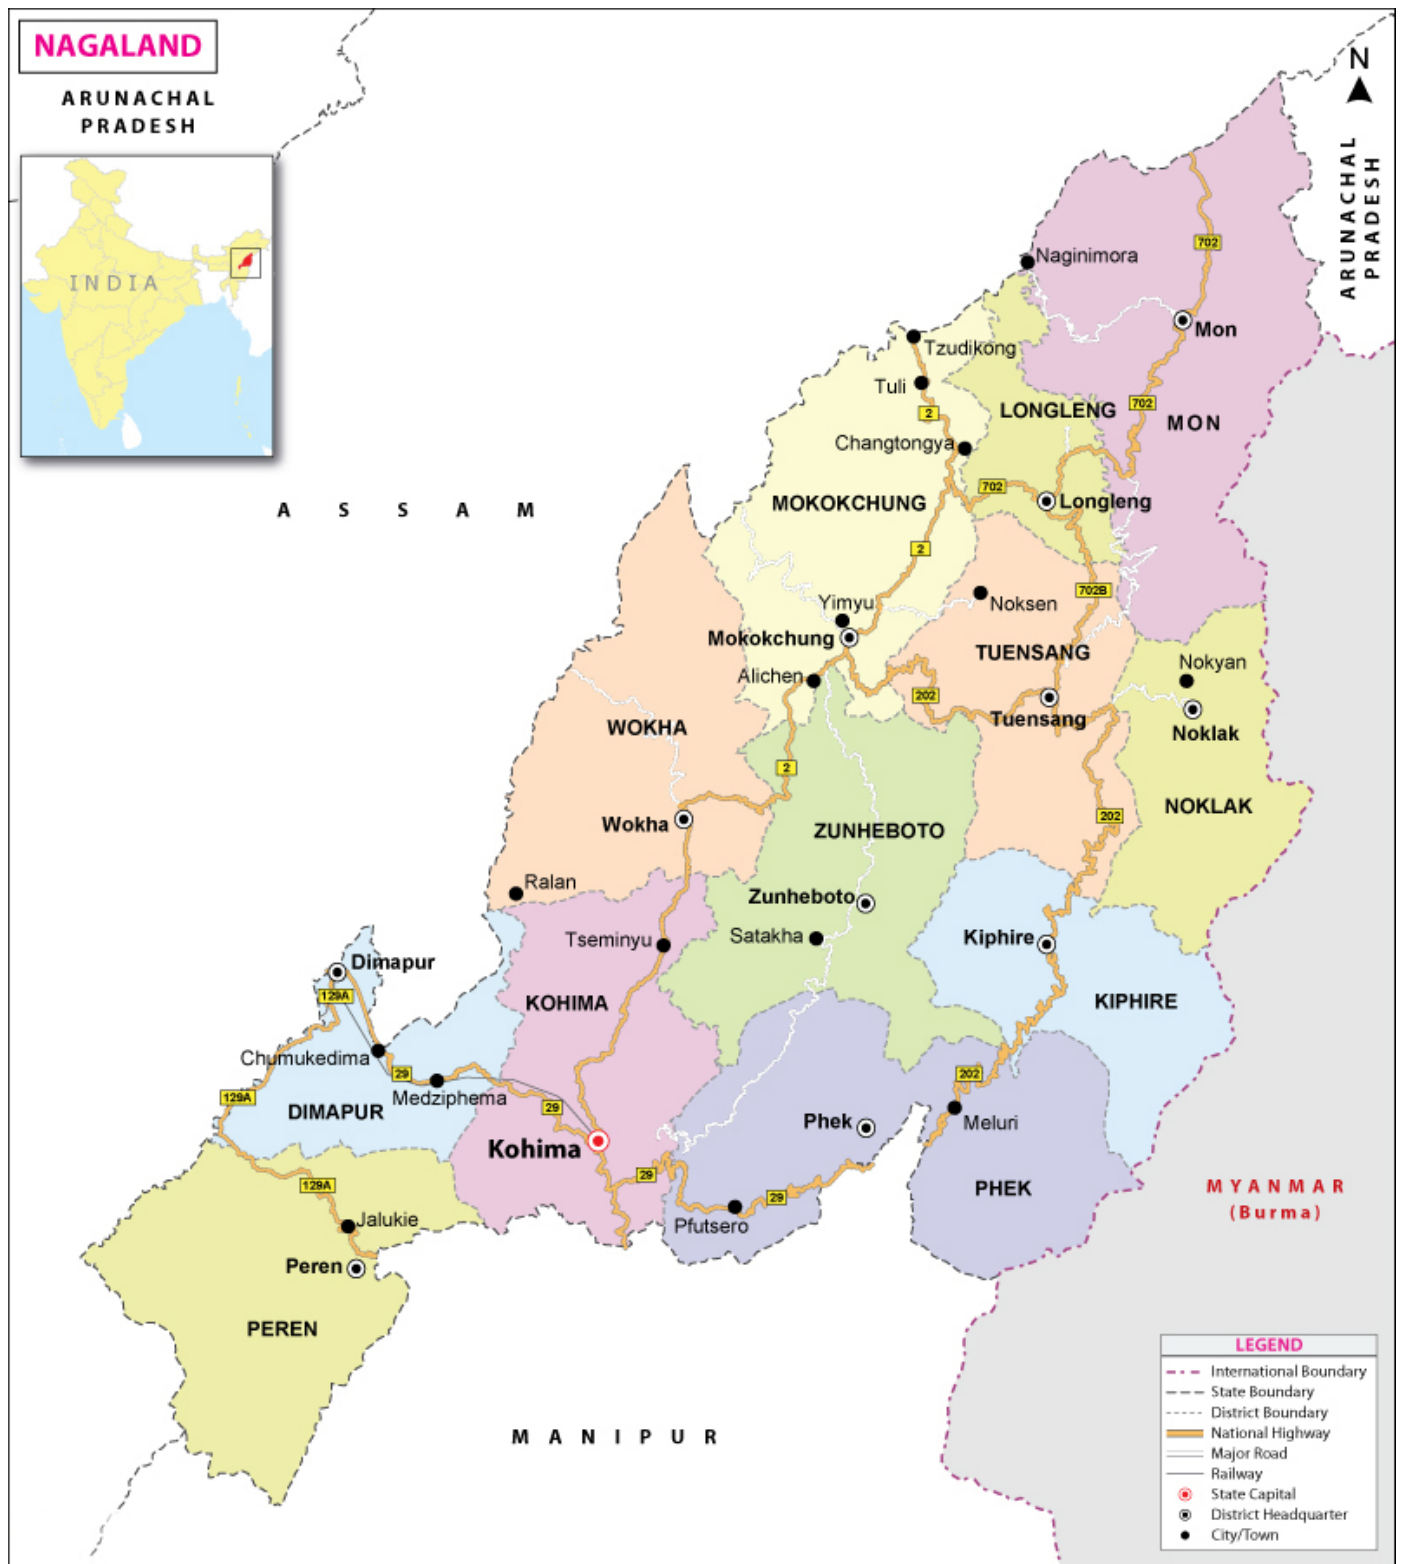 NAGALAND
ARUNACHAL
PRADESH
INDIA
N
ARUNACHAL
PRADESH
702
Naginimora
Mon
Tzudikong
Tuli
2
LONGLENG
702
MON
Changtongya
702
MOKOKCHUNG
Longleng
ASSAM
2
702B
Noksen
Yimyu
Mokokchung
TUENSANG
Nokyan
Alichen
202
Tuensang
Noklak
WOKHA
2
NOKLAK
202
Wokha
ZUNHEBOTO
Ralan
Zunheboto
Tseminyu
Satakha
Kiphire
Dimapur
129A
KOHIMA
KIPHIRE
Chumukedima
29
202
129A
Medziphema
29
DIMAPUR
Phek
Meluri
Kohima
29
129A
29
PHEK
MYANMAR
(Burma)
Jalukie
Pfutsero
Peren
PEREN
MANIPUR
LEGEND
International Boundary
State Boundary
District Boundary
National Highway
Major Road
Railway
State Capital
District Headquarter
City/Town